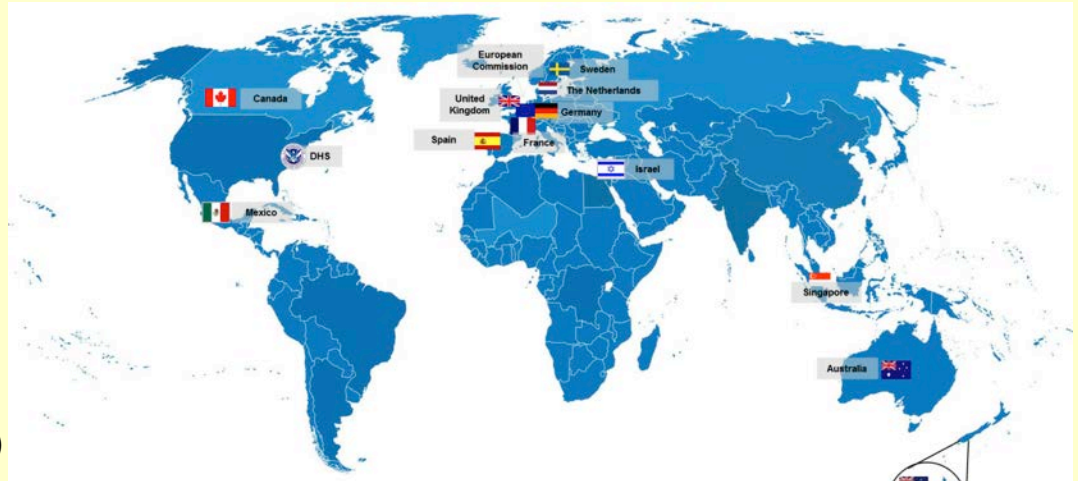 European
Commission
Sweden
The Netherlands
Canada
United
Kingdom
Germany
Spain
France
DHS
Israel
Mexico
Singapore
Australia
)